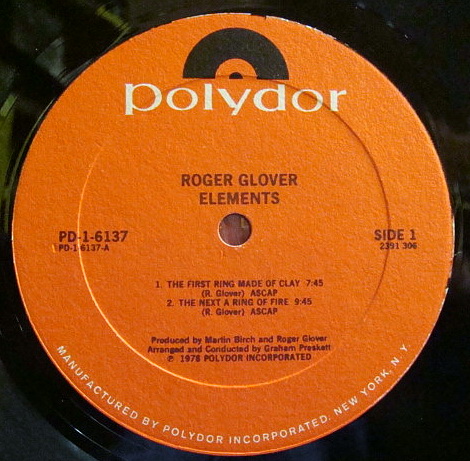 polydor
ROGER GLOVER
ELEMENTS
PD-1-6137
PD-1-6137-A
SIDE 1
2391 306
1. THE FIRST RING MADE OF CLAY 7:45
(R. Glover) ASCAP
2. THE NEXT A RING OF FIRE 9:45
(R. Glover) ASCAP
Produced by Martin Birch and Roger Glover
Arranged and Conducted by Graham Preskett
℗ 1978 POLYDOR INCORPORATED
MANUFACTURED BY POLYDOR INCORPORATED, NEW YORK, N.Y.